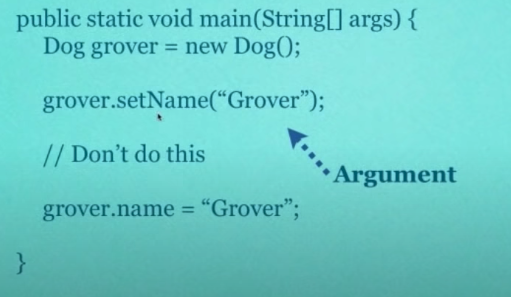 public static void main(String[] args) {
Dog grover = new Dog();
grover.setName(“Grover”);
// Don’t do this
Argument
grover.name = “Grover”;
}